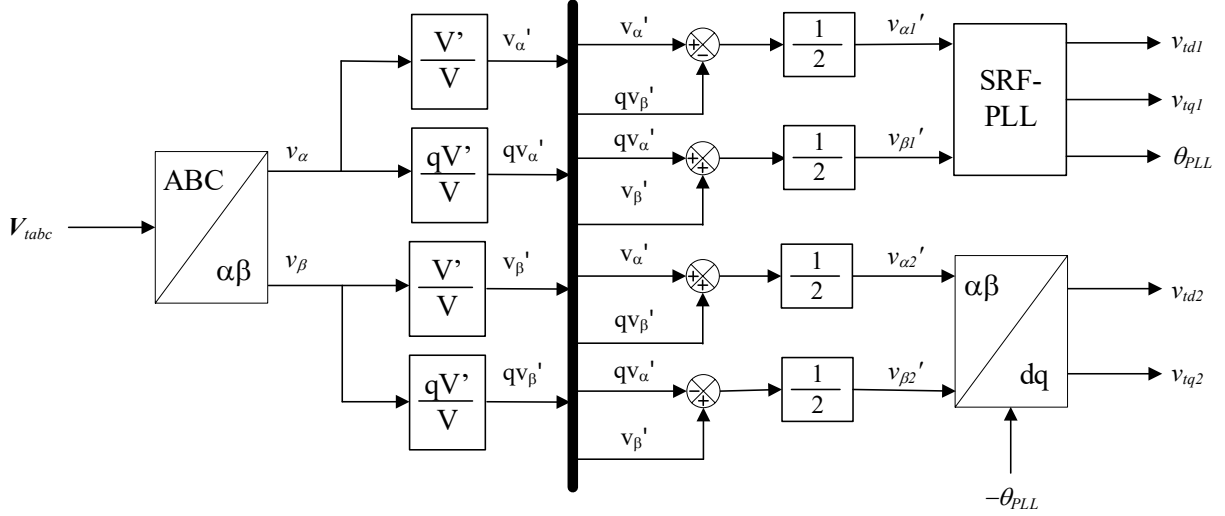 V_tabc
ABC
αβ
v_α
v_β
V’
V
qV’
V
V’
V
qV’
V
v_α'
qv_α'
v_β'
qv_β'
v_α'
+
−
qv_β'
qv_α'
+
+
v_β'
v_α'
+
+
qv_β'
qv_α'
−
+
v_β'
1
2
1
2
1
2
1
2
v_α1′
v_β1′
v_α2′
v_β2′
SRF-
PLL
αβ
dq
v_td1
v_tq1
θ_PLL
v_td2
v_tq2
−θ_PLL